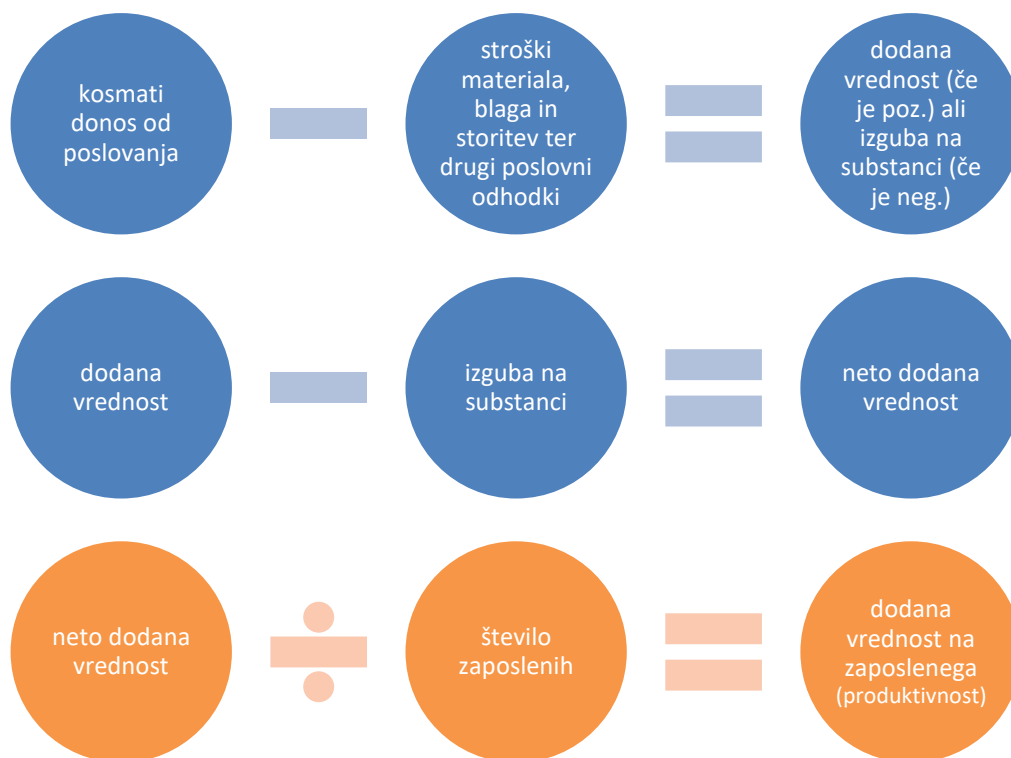 kosmati
donos od
poslovanja
stroški
materiala,
blaga in
storitev ter
drugi poslovni
odhodki
dodana
vrednost (če
je poz.) ali
izguba na
substanci (če
je neg.)
dodana
vrednost
izguba na
substanci
neto dodana
vrednost
neto dodana
vrednost
število
zaposlenih
dodana
vrednost na
zaposlenega
(produktivnost)